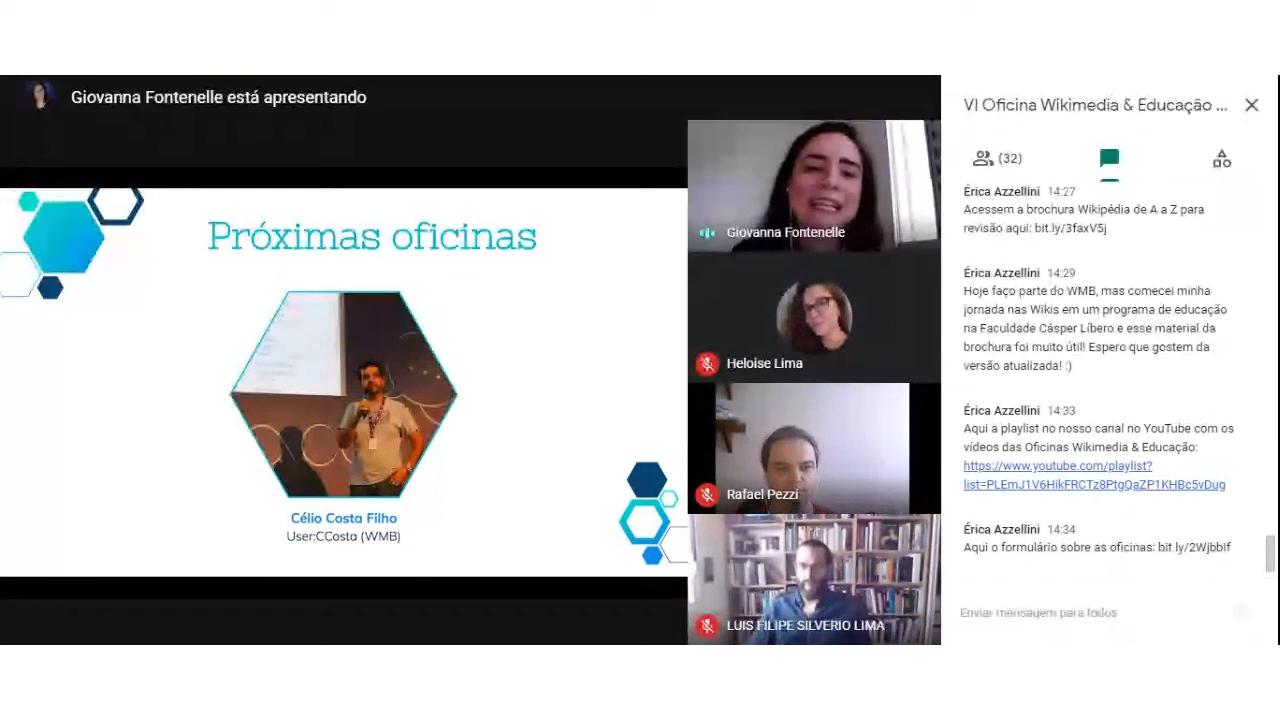 Giovanna Fontenelle está apresentando
Próximas oficinas
Célio Costa Filho
User:CCosta (WMB)
Giovanna Fontenelle
Heloise Lima
Rafael Pezzi
LUIS FILIPE SILVERIO LIMA
VI Oficina Wikimedia & Educação ...
(32)
Érica Azzellini 14:27
Acessem a brochura Wikipédia de A a Z para
revisão aqui: bit.ly/3faxV5j
Érica Azzellini 14:29
Hoje faço parte do WMB, mas comecei minha
jornada nas Wikis em um programa de educação
na Faculdade Cásper Líbero e esse material da
brochura foi muito útil! Espero que gostem da
versão atualizada! :)
Érica Azzellini 14:33
Aqui a playlist no nosso canal no YouTube com os
vídeos das Oficinas Wikimedia & Educação:
https://www.youtube.com/playlist?
list=PLEmJ1V6HikFRCTz8PtgQaZP1KHBc5vDug
Érica Azzellini 14:34
Aqui o formulário sobre as oficinas: bit.ly/2WjbbIf
Enviar mensagem para todos